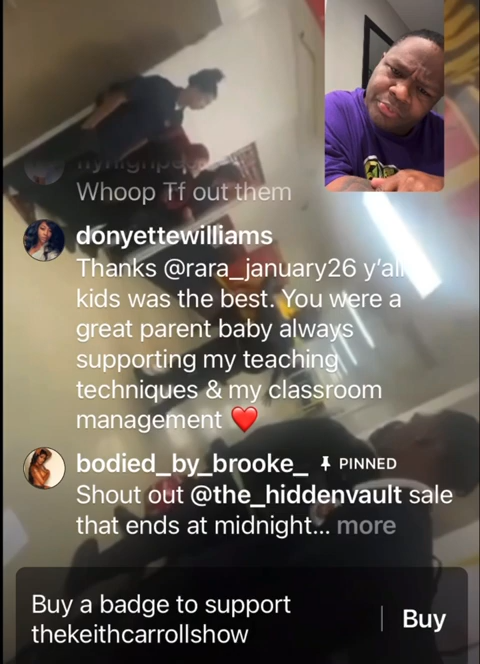 Whoop Tf out them
donyettewilliams
Thanks @rara_january26 y'all
kids was the best. You were a
great parent baby always
supporting my teaching
techniques & my classroom
management ❤️
bodied_by_brooke_ PINNED
Shout out @the_hiddenvault sale
that ends at midnight... more
Buy a badge to support
thekeithcarrollshow
Buy